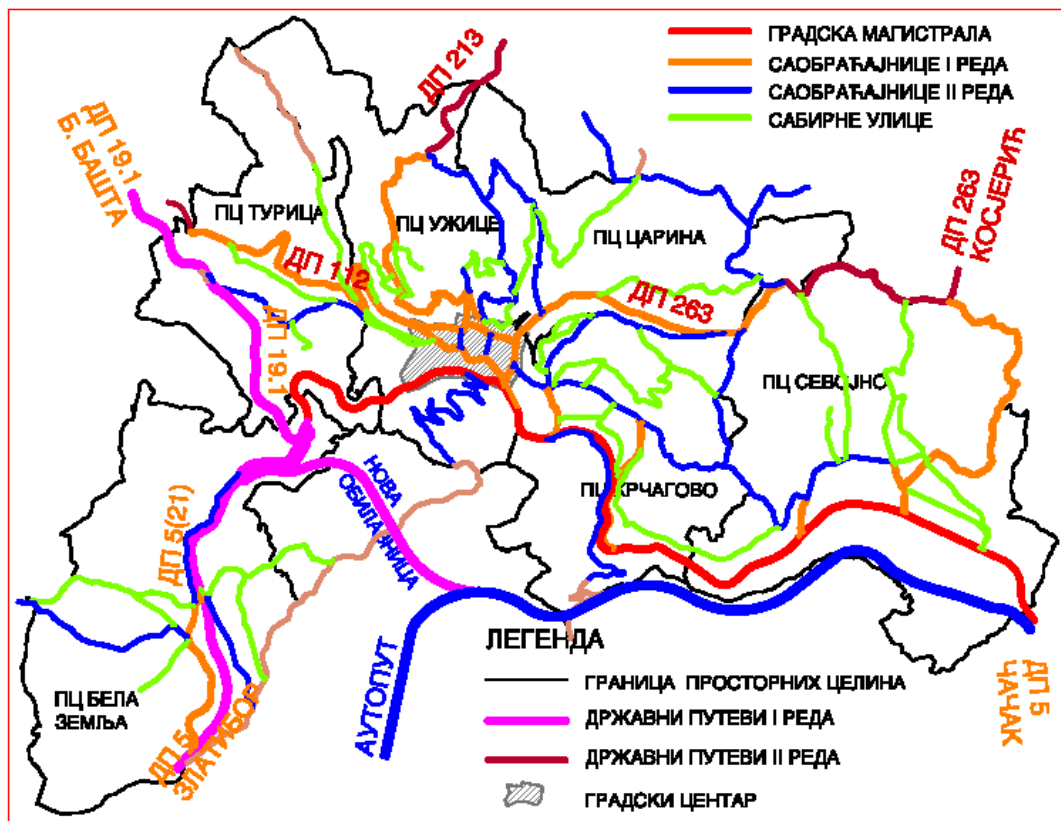 ГРАДСКА МАГИСТРАЛА
САОБРАЋАЈНИЦЕ I РЕДА
САОБРАЋАЈНИЦЕ II РЕДА
САБИРНЕ УЛИЦЕ
ДП 213
ДП 19.1
Б. БАШТА
ПЦ ТУРИЦА
ПЦ УЖИЦЕ
ПЦ ЦАРИНА
ДП 263
КОСЈЕРИЋ
ДП 112
ДП 263
ДП 19.1
ПЦ СЕВОЈНО
НОВА
ОБИЛАЗНИЦА
ПЦ КРЧАГОВО
ДП 5(21)
ПЦ БЕЛА
ЗЕМЉА
ДП 5
ЗЛАТИБОР
АУТОПУТ
ДП 5
ЧАЧАК
ЛЕГЕНДА
ГРАНИЦА ПРОСТОРНИХ ЦЕЛИНА
ДРЖАВНИ ПУТЕВИ I РЕДА
ДРЖАВНИ ПУТЕВИ II РЕДА
ГРАДСКИ ЦЕНТАР